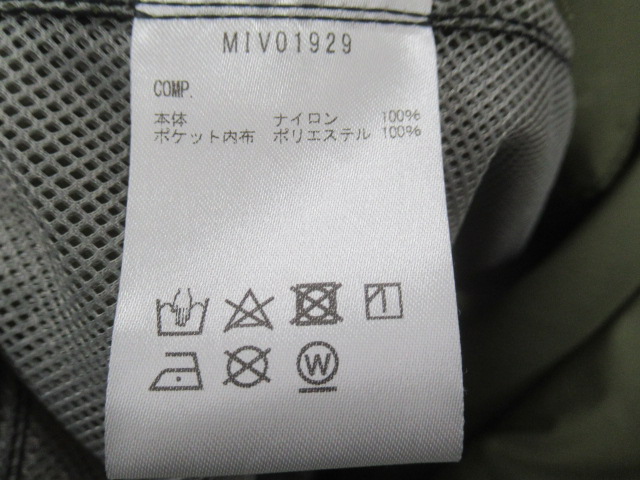 MIV01929
COMP.
本体 ナイロン 100%
ポケット内布 ポリエステル 100%
W